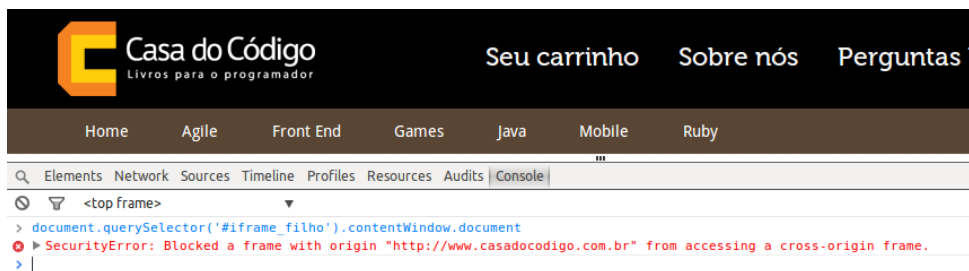 Casa do Código
Livros para o programador
Seu carrinho Sobre nós Perguntas
Home Agile Front End Games Java Mobile Ruby
Elements Network Sources Timeline Profiles Resources Audits Console
<top frame>
> document.querySelector('#iframe_filho').contentWindow.document
SecurityError: Blocked a frame with origin "http://www.casadocodigo.com.br" from accessing a cross-origin frame.
>